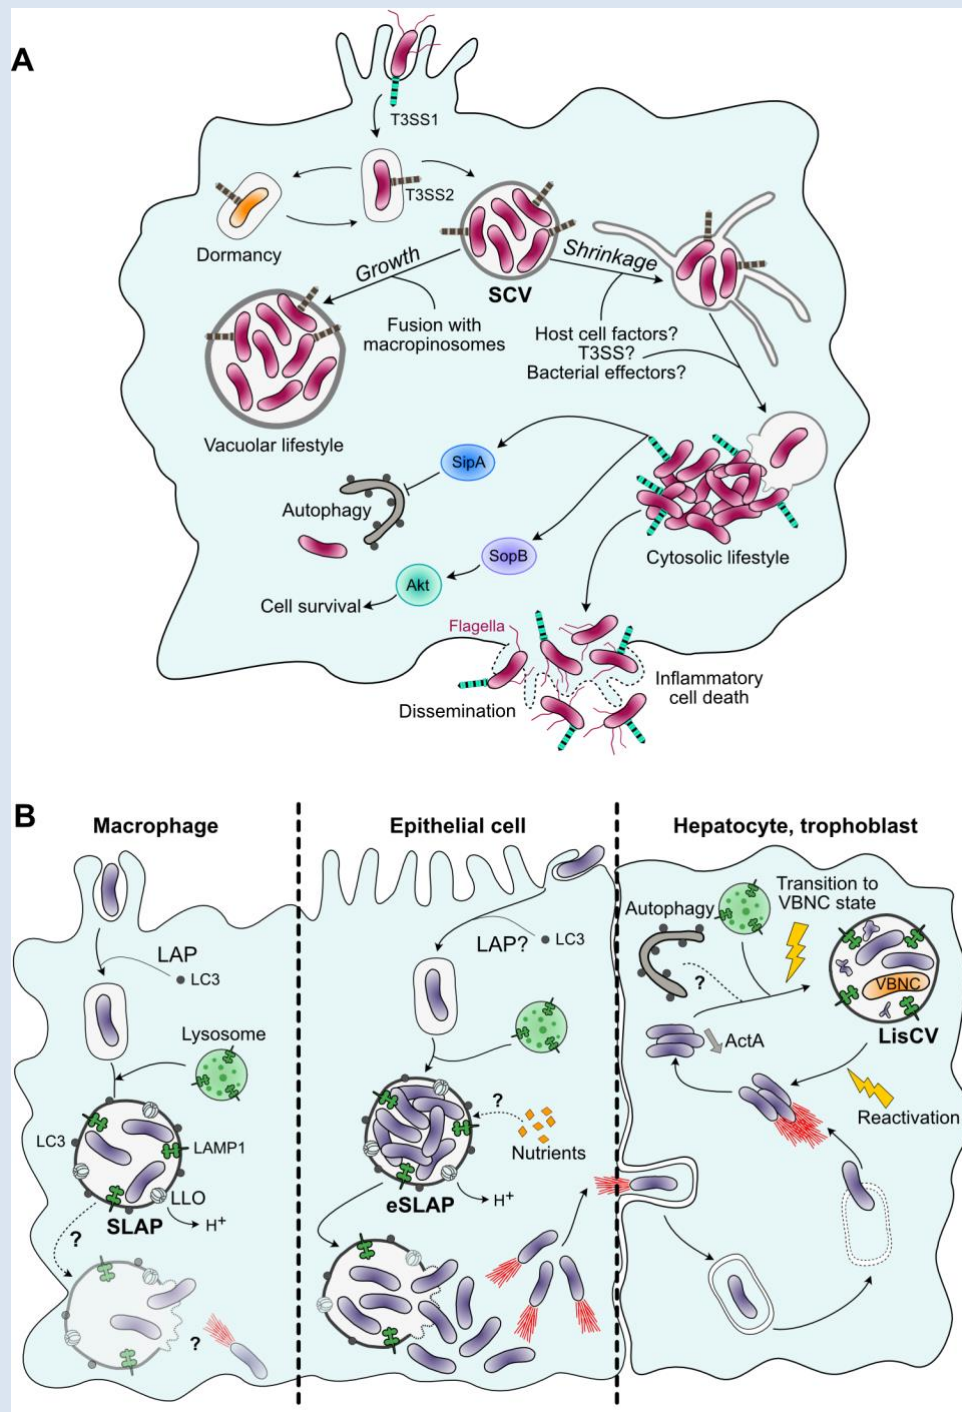 A
T3SS1
T3SS2
Dormancy
Growth
Shrinkage
SCV
Fusion with
macropinosomes
Host cell factors?
T3SS?
Bacterial effectors?
Vacuolar lifestyle
SipA
Autophagy
Cytosolic lifestyle
SopB
Akt
Cell survival
Flagella
Inflammatory
cell death
Dissemination
B
Macrophage
Epithelial cell
Hepatocyte, trophoblast
Transition to
VBNC state
Autophagy
LAP
LC3
LAP?
LC3
?
VBNC
LisCV
ActA
Lysosome
Reactivation
?
Nutrients
LC3
LAMP1
LLO
SLAP
H+
eSLAP
H+
?
?